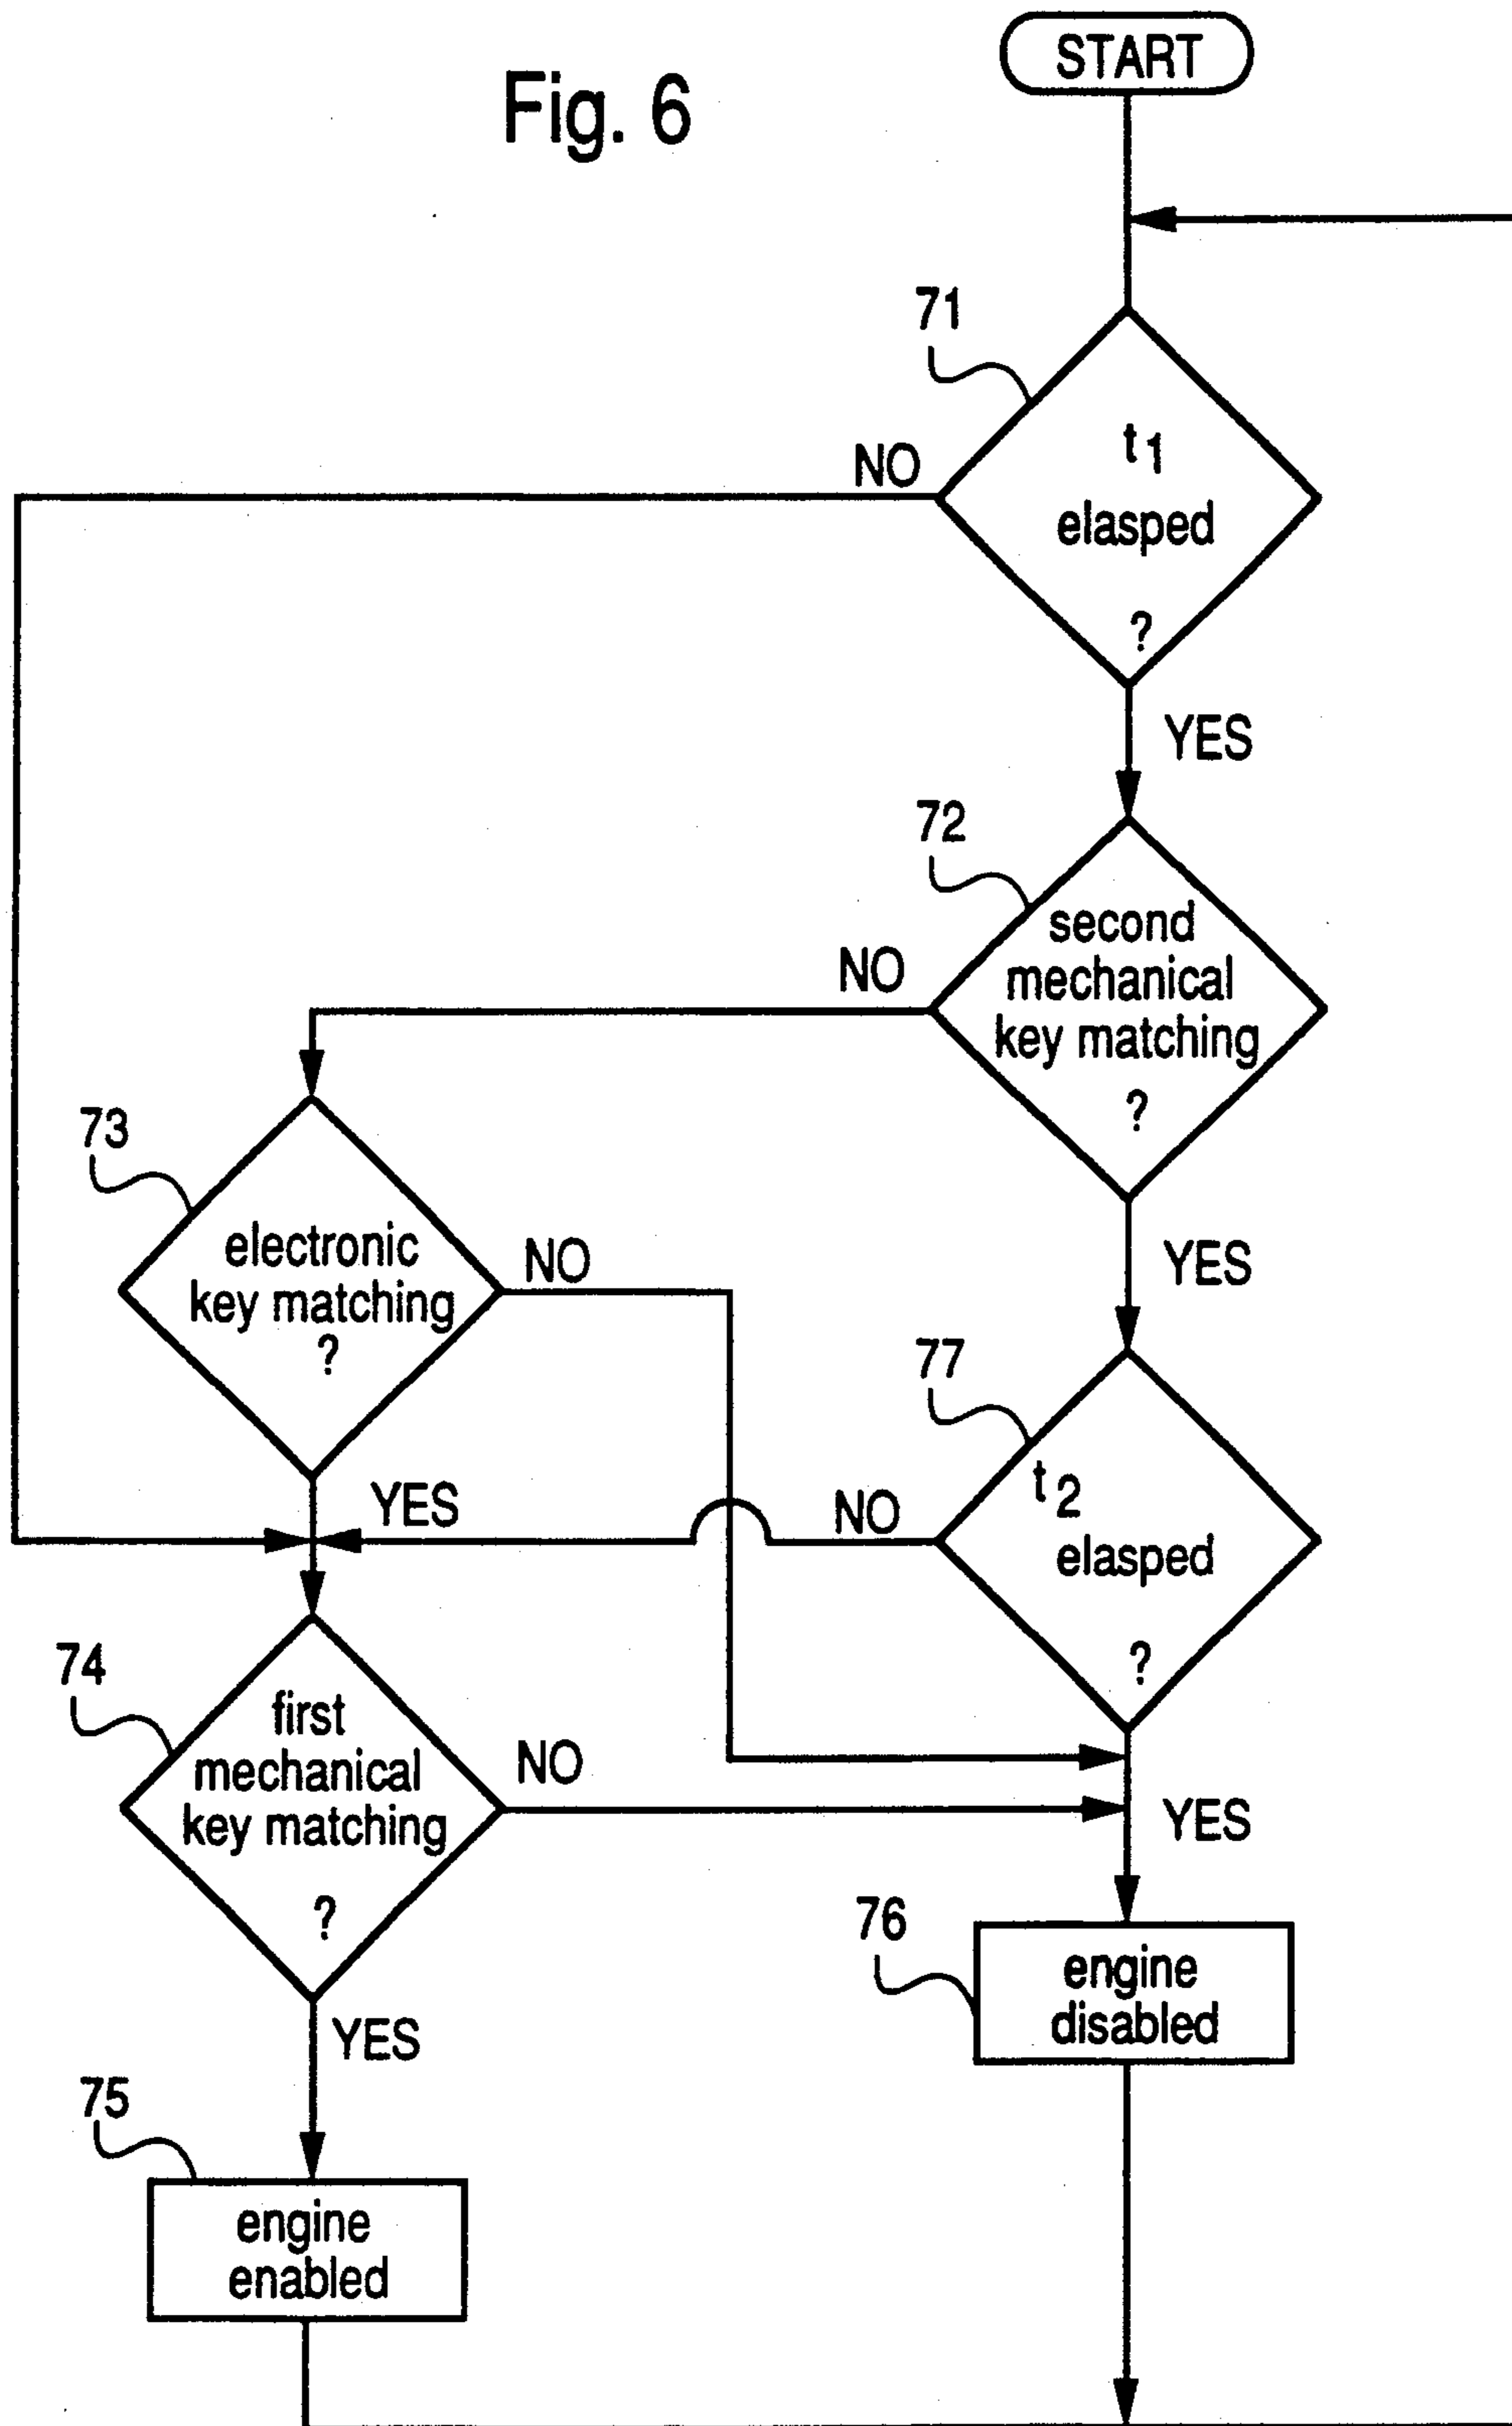 Fig. 6
START
71
t1
elasped
?
NO
YES
72
second
mechanical
key matching
?
NO
YES
73
electronic
key matching
?
NO
YES
77
t2
elasped
?
NO
YES
74
first
mechanical
key matching
?
NO
YES
76
engine
disabled
75
engine
enabled